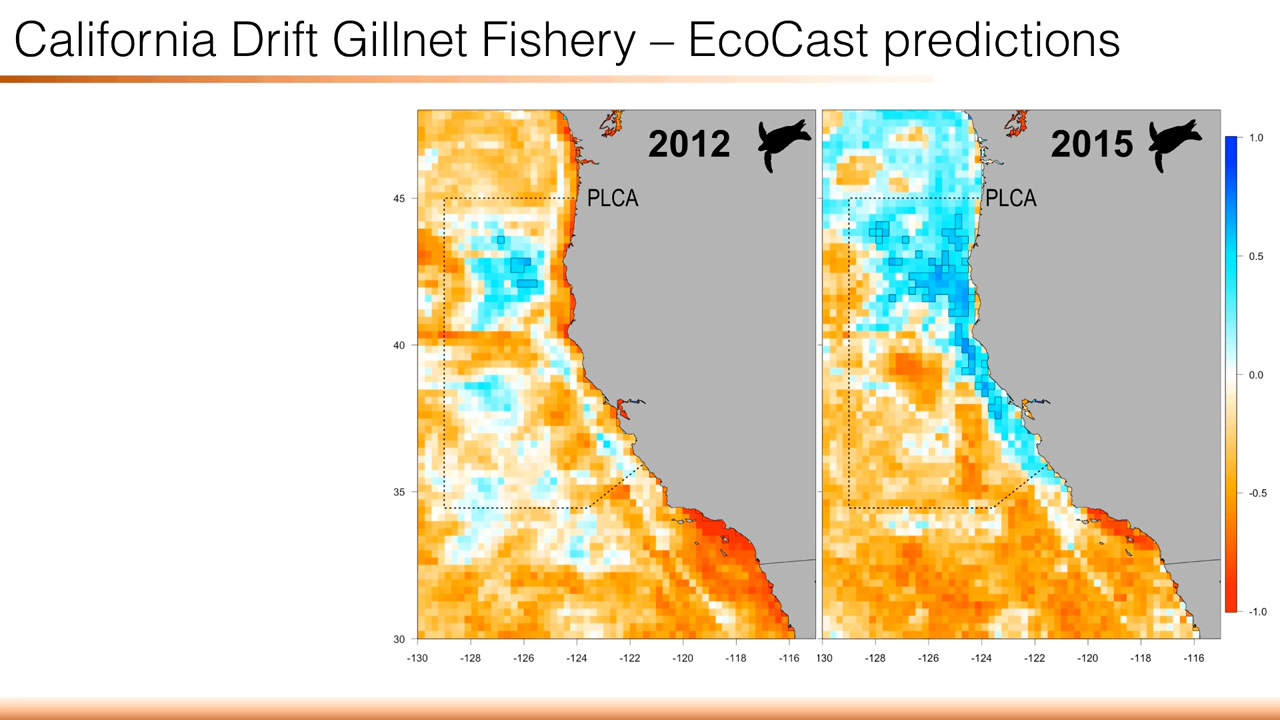 California Drift Gillnet Fishery – EcoCast predictions
2012
2015
PLCA
PLCA
45
40
35
30
-130 -128 -126 -124 -122 -120 -118 -116
130 -128 -126 -124 -122 -120 -118 -116
1.0
0.5
0.0
-0.5
-1.0